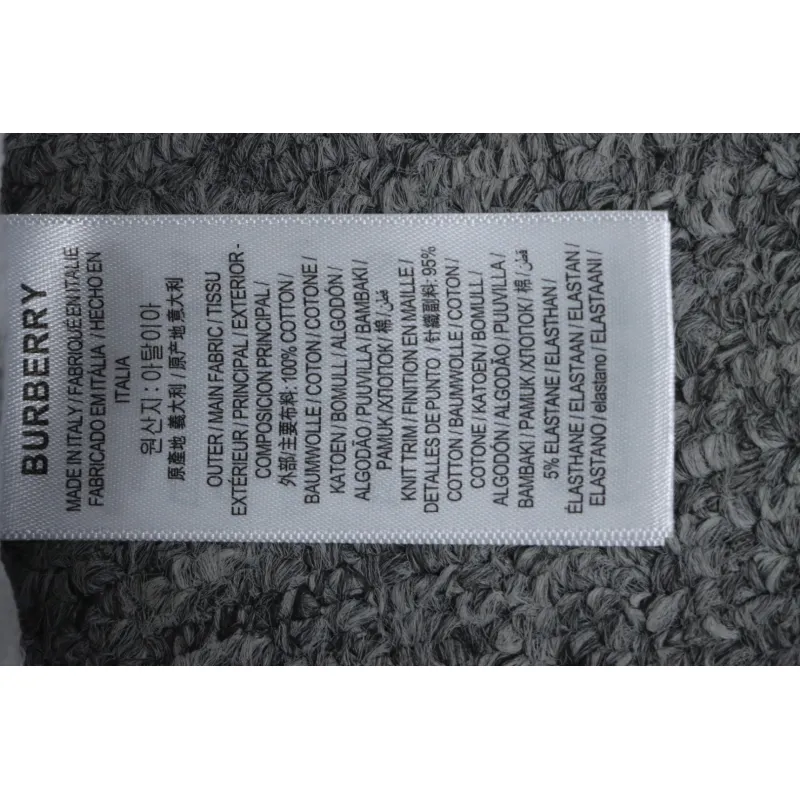 BURBERRY
MADE IN ITALY / FABRIQUÉ EN ITALIE
FABRICADO EM ITÁLIA / HECHO EN
ITALIA
원산지 : 이탈이아
原產地 義大利 原产地意大利
OUTER / MAIN FABRIC / TISSU
EXTÉRIEUR / PRINCIPAL / EXTERIOR -
COMPOSICION PRINCIPAL /
外部/主要布料: 100% COTTON /
BAUMWOLLE / COTON / COTONE /
KATOEN / BOMULL / ALGODÓN /
ALGODÃO / PUUVILLA / BAMBAKI /
PAMUK / ХЛОПОК / 棉 / قطن
KNIT TRIM / FINITION EN MAILLE /
DETALLES DE PUNTO / 针織副料: 95%
COTTON / BAUMWOLLE / COTON /
COTONE / KATOEN / BOMULL /
ALGODÓN / ALGODÃO / PUUVILLA /
BAMBAKI / PAMUK / ХЛОПОК / 棉 / قطن
5% ELASTANE / ELASTHAN /
ÉLASTHANE / ELASTAAN / ELASTAN /
ELASTANO / elastano / ELASTAANI /